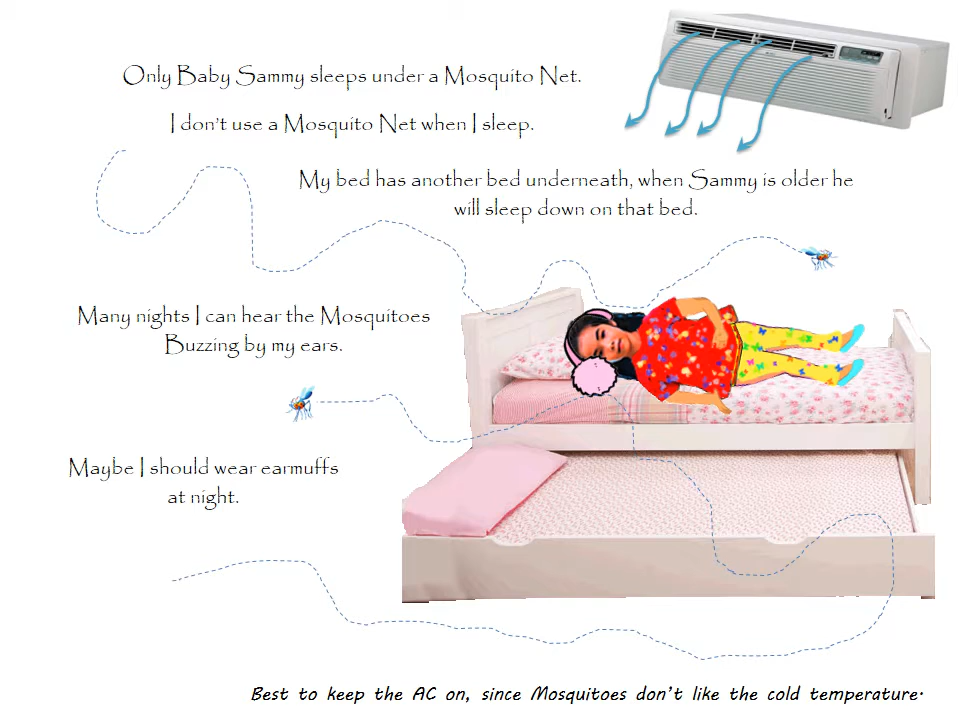 Only Baby Sammy sleeps under a Mosquito Net.
I don't use a Mosquito Net when I sleep.
My bed has another bed underneath, when Sammy is older he
will sleep down on that bed.
Many nights I can hear the Mosquitoes
Buzzing by my ears.
Maybe I should wear earmuffs
at night.
Best to keep the AC on, since Mosquitoes don't like the cold temperature.